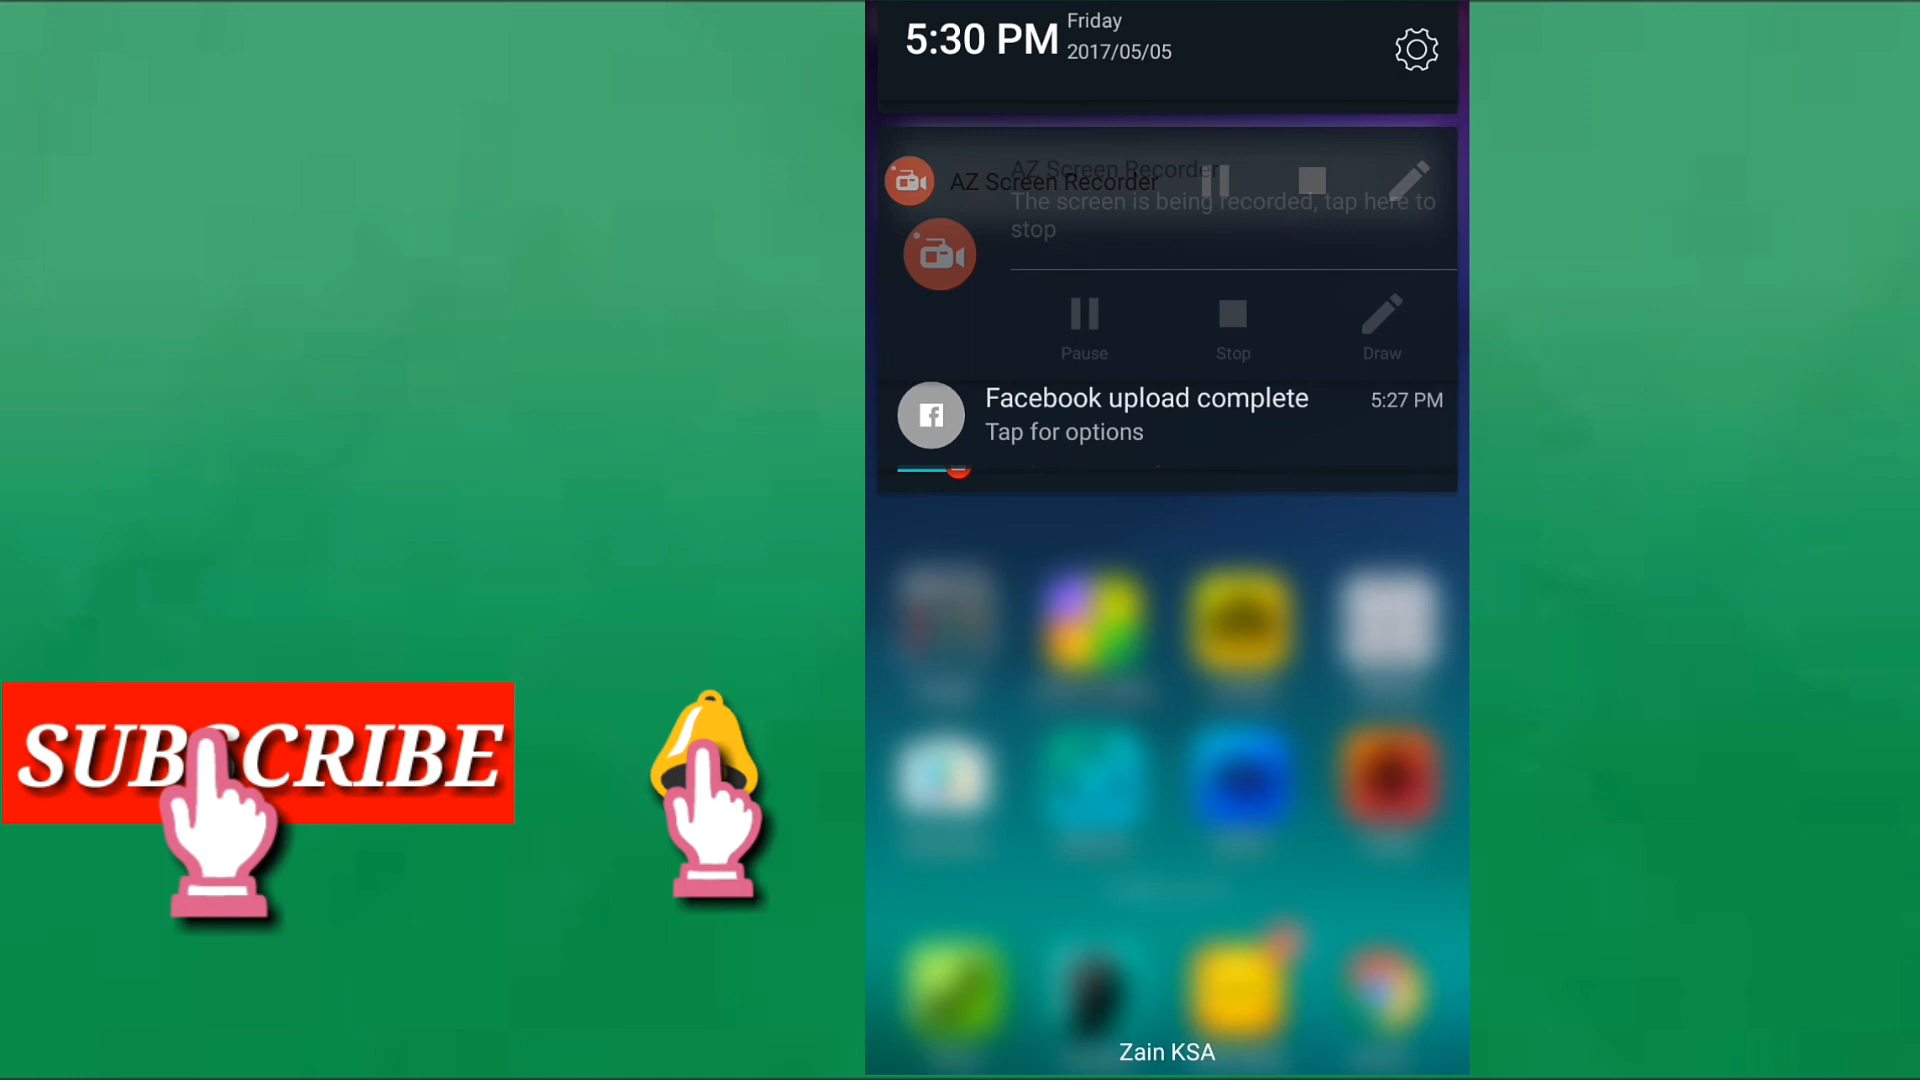 5:30 PM
Friday
2017/05/05
AZ Screen Recorder
AZ Screen Recorder
The screen is being recorded, tap here to
stop
Pause
Stop
Draw
Facebook upload complete
5:27 PM
Tap for options
SUBSCRIBE
Zain KSA